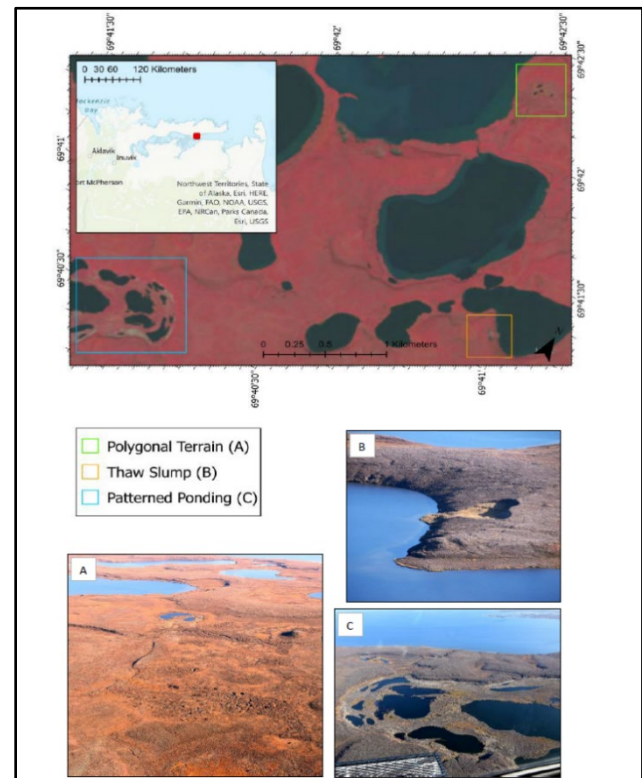 69°41'30"
69°42'
69°42'30"
0 30 60 120 Kilometers
Bay
Aklavik
Inuvik
ort McPherson
Northwest Territories, State
of Alaska, Esri, HERE,
Garmin, FAO, NOAA, USGS,
EPA, NRCan, Parks Canada,
Esri, USGS
69°41'
69°40'30"
69°42'30"
69°42'
69°41'30"
0 0.25 0.5 1 Kilometers
N
69°40'30"
69°41'
Polygonal Terrain (A)
Thaw Slump (B)
Patterned Ponding (C)
B
A
C